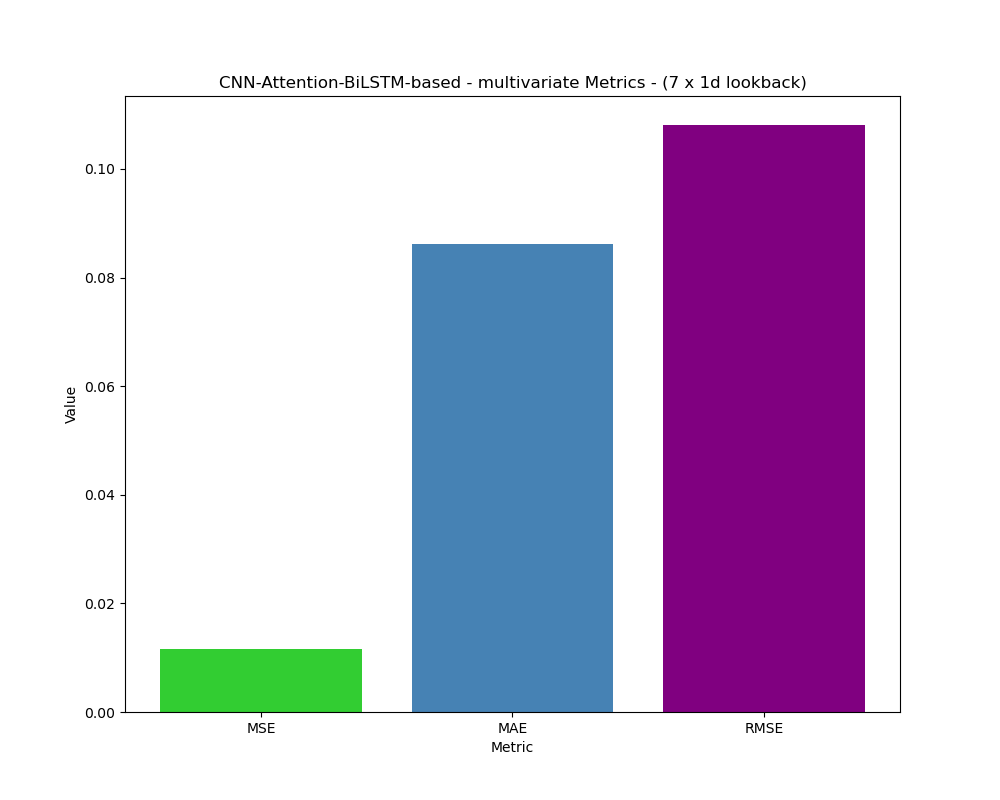 CNN-Attention-BiLSTM-based - multivariate Metrics - (7 x 1d lookback)
0.10
0.08
0.06
0.04
0.02
0.00
Value
MSE MAE RMSE
Metric